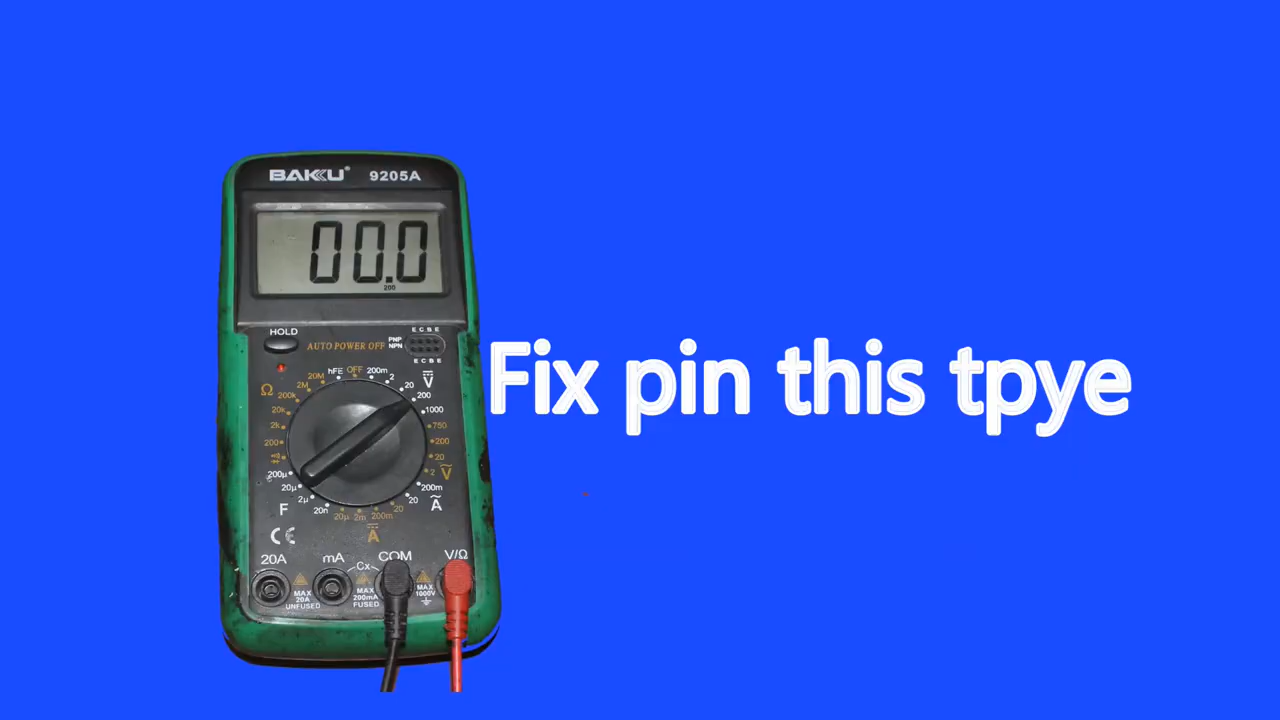 BAKU® 9205A
00.0
200
HOLD
AUTO POWER OFF
PNP
NPN
E C B E
E C B E
hFE OFF 200m
2
20
200
1000
750
200
20
2
200m
20
20M
2M
200k
20k
2k
200
200µ
20µ
2µ
20n
20µ 2m 200m 20
Ω
V
V
A
A
F
CE
20A mA COM V/Ω
Cx
MAX
20A
UNFUSED
MAX
200mA
FUSED
MAX
1000V
Fix pin this tpye